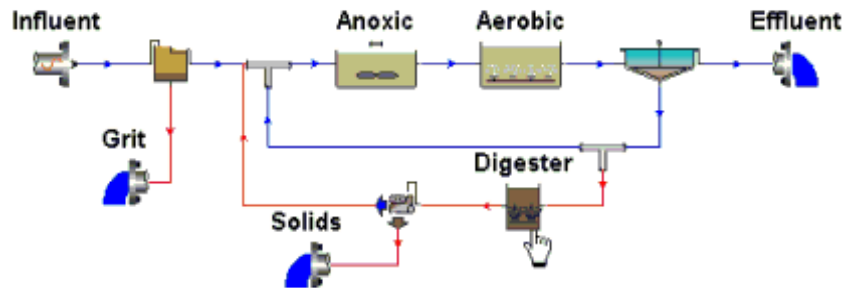 Influent
Anoxic
Aerobic
Effluent
Grit
Digester
Solids